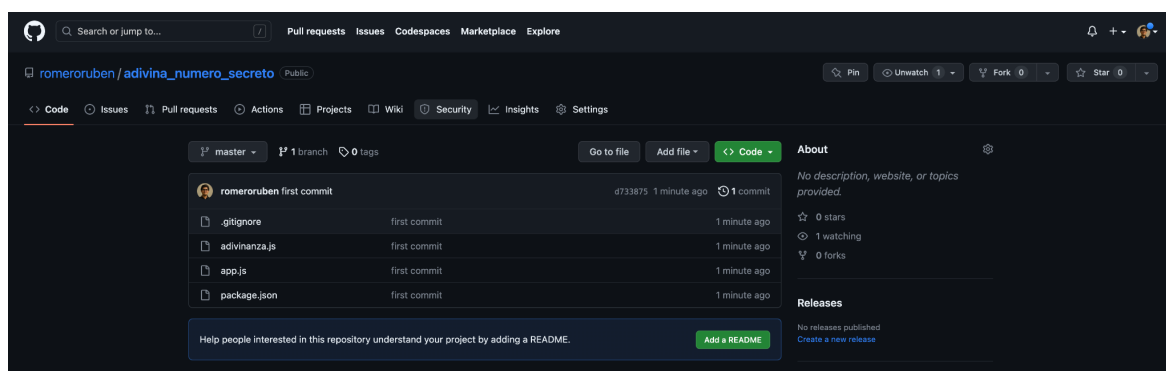 Search or jump to... / Pull requests Issues Codespaces Marketplace Explore
romeroruben / adivina_numero_secreto Public Pin Unwatch 1 Fork 0 Star 0
<> Code Issues Pull requests Actions Projects Wiki Security Insights Settings
master 1 branch 0 tags Go to file Add file <> Code About
No description, website, or topics
provided.
romeroruben first commit d733875 1 minute ago 1 commit
.gitignore first commit 1 minute ago 0 stars
adivinanza.js first commit 1 minute ago 1 watching
app.js first commit 1 minute ago 0 forks
package.json first commit 1 minute ago
Releases
No releases published
Create a new release
Help people interested in this repository understand your project by adding a README. Add a README